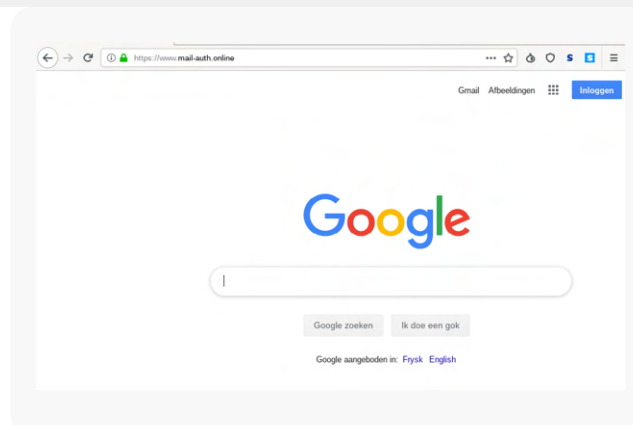 https://www.mail-auth.online
Gmail Afbeeldingen Inloggen
Google
Google zoeken Ik doe een gok
Google aangeboden in: Frysk English